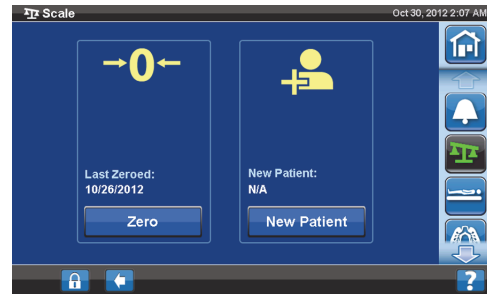 Scale
Oct 30, 2012 2:07 AM
→0←
Last Zeroed:
10/26/2012
Zero
New Patient:
N/A
New Patient
?